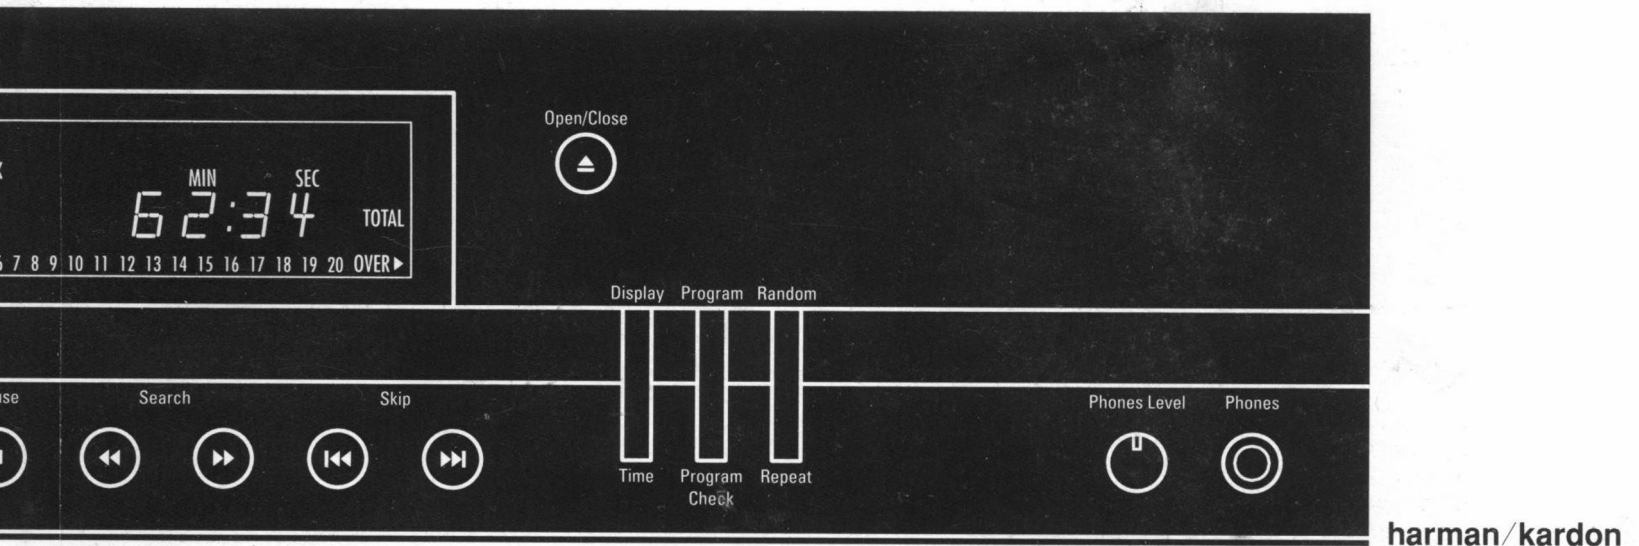 Open/Close
MIN SEC
62:34 TOTAL
7 8 9 10 11 12 13 14 15 16 17 18 19 20 OVER
Display Program Random
Search Skip
Phones Level Phones
Time Program Check Repeat
harman/kardon